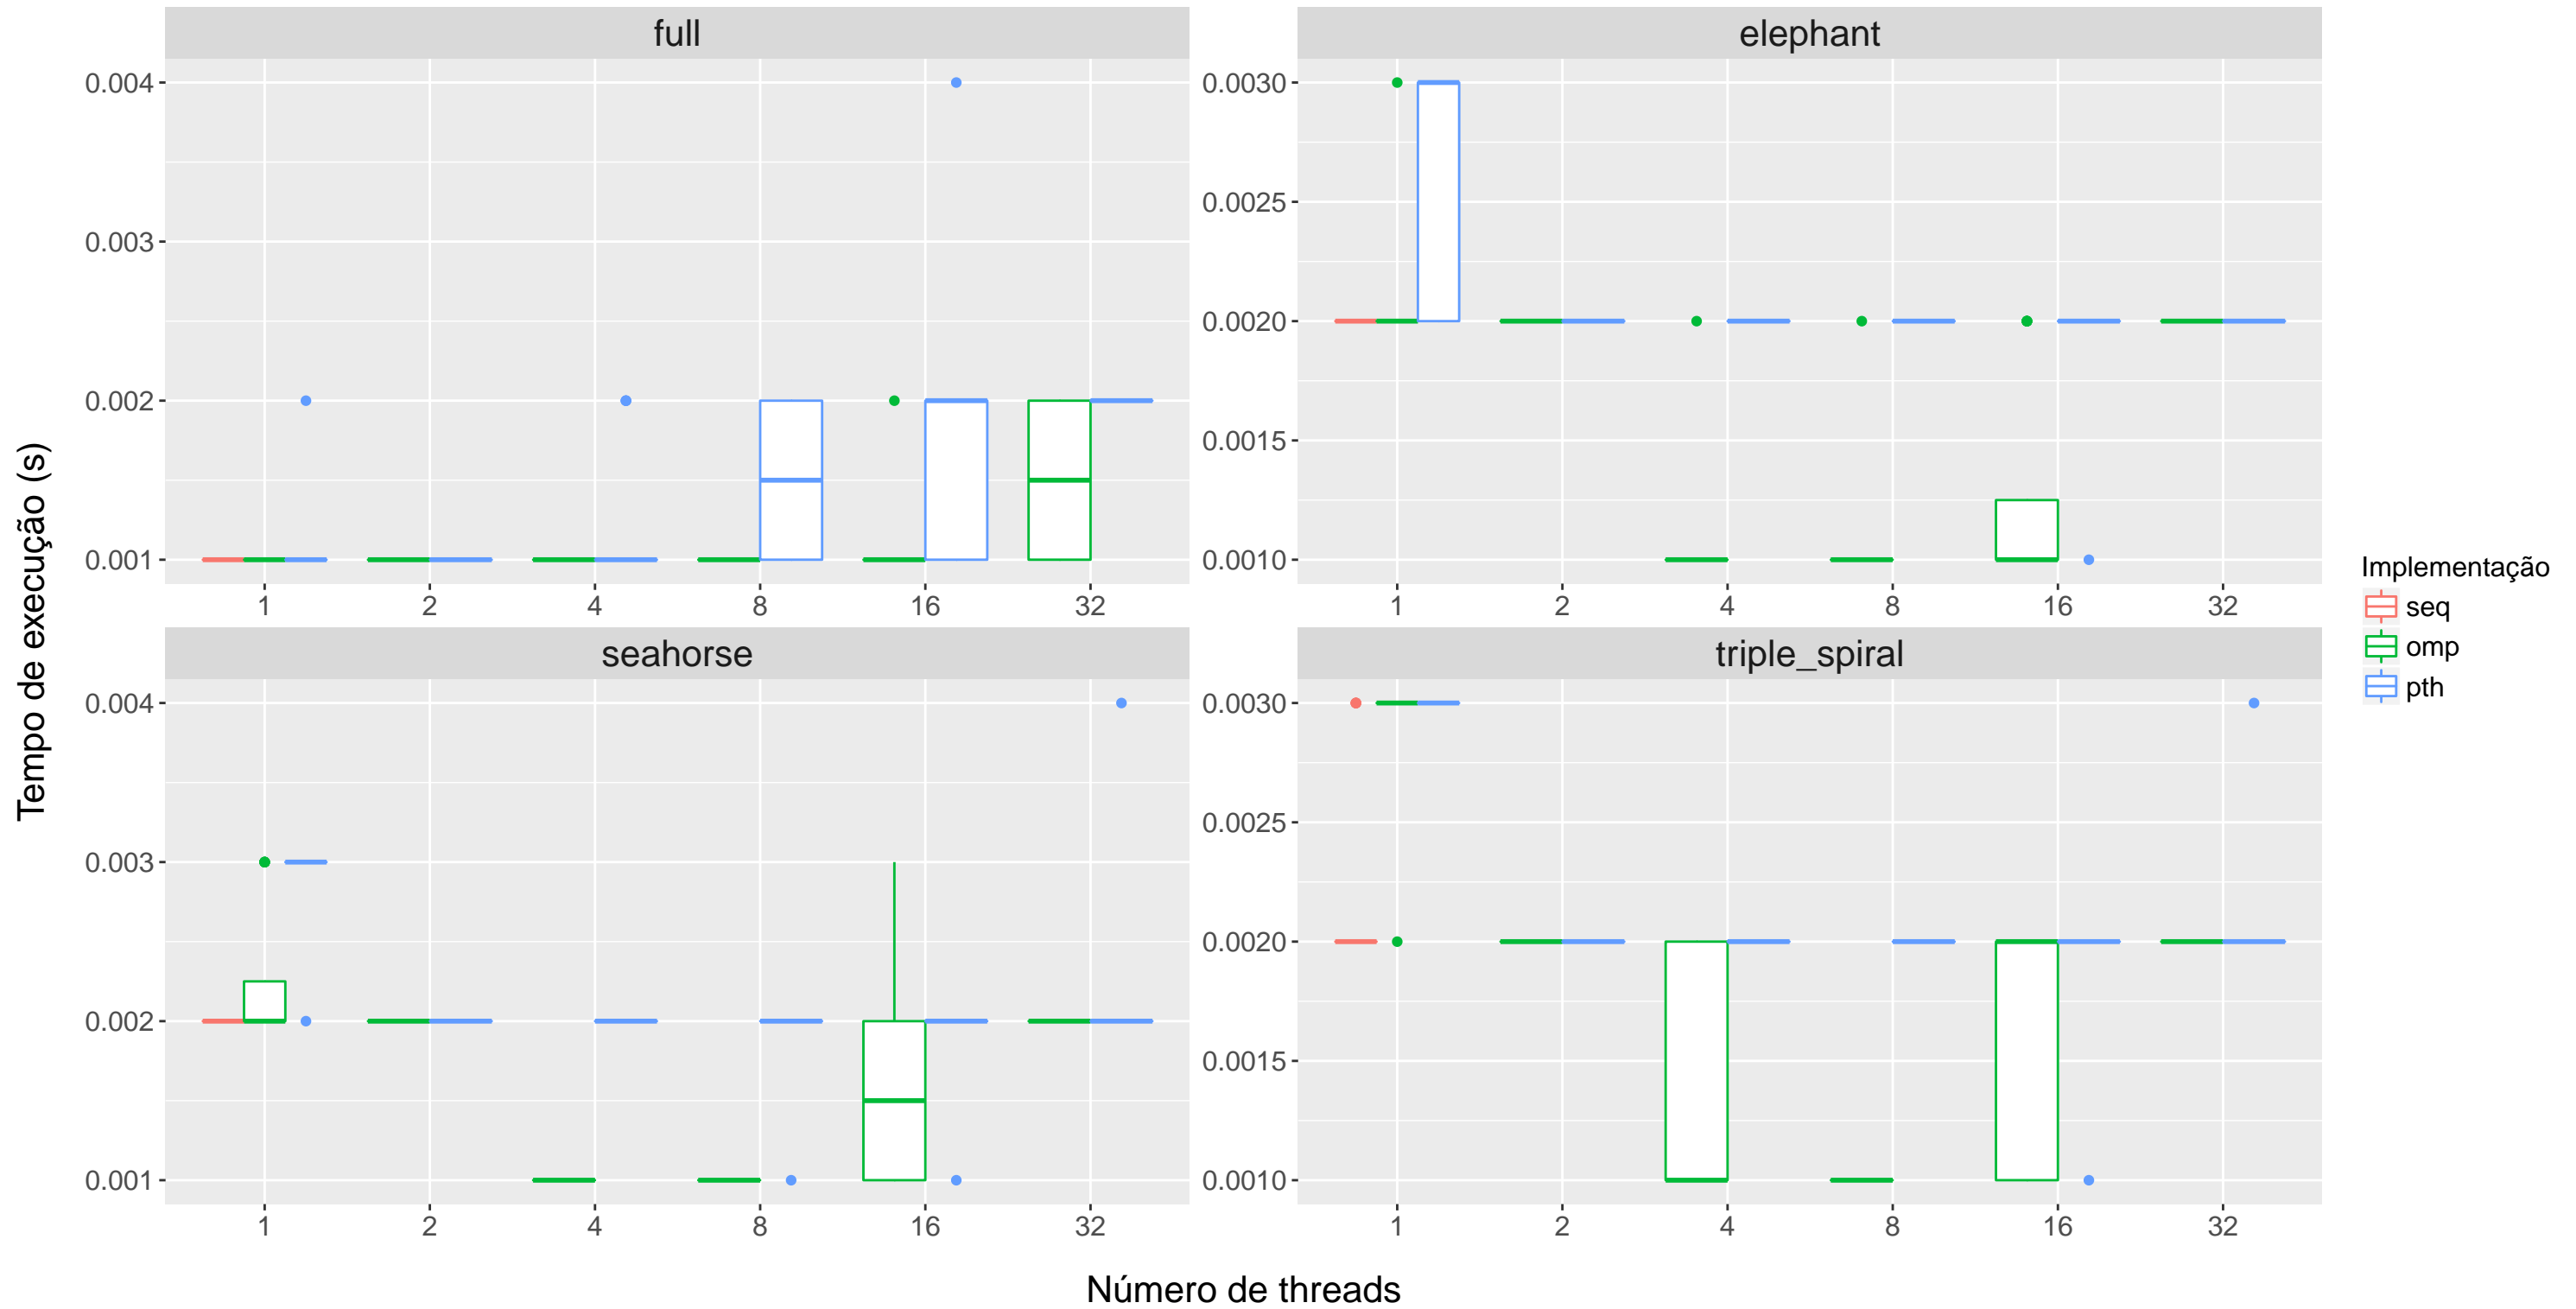 full
elephant
0.004
0.003
0.002
0.001
0.0030
0.0025
0.0020
0.0015
0.0010
1 2 4 8 16 32
1 2 4 8 16 32
seahorse
triple_spiral
0.004
0.003
0.002
0.001
0.0030
0.0025
0.0020
0.0015
0.0010
1 2 4 8 16 32
1 2 4 8 16 32
Tempo de execução (s)
Número de threads
Implementação
seq
omp
pth